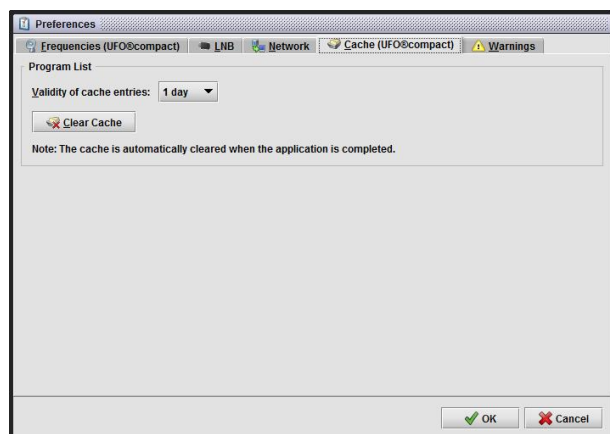 Preferences
Frequencies (UFO®compact) LNB Network Cache (UFO®compact) Warnings
Program List
Validity of cache entries: 1 day
Clear Cache
Note: The cache is automatically cleared when the application is completed.
OK Cancel